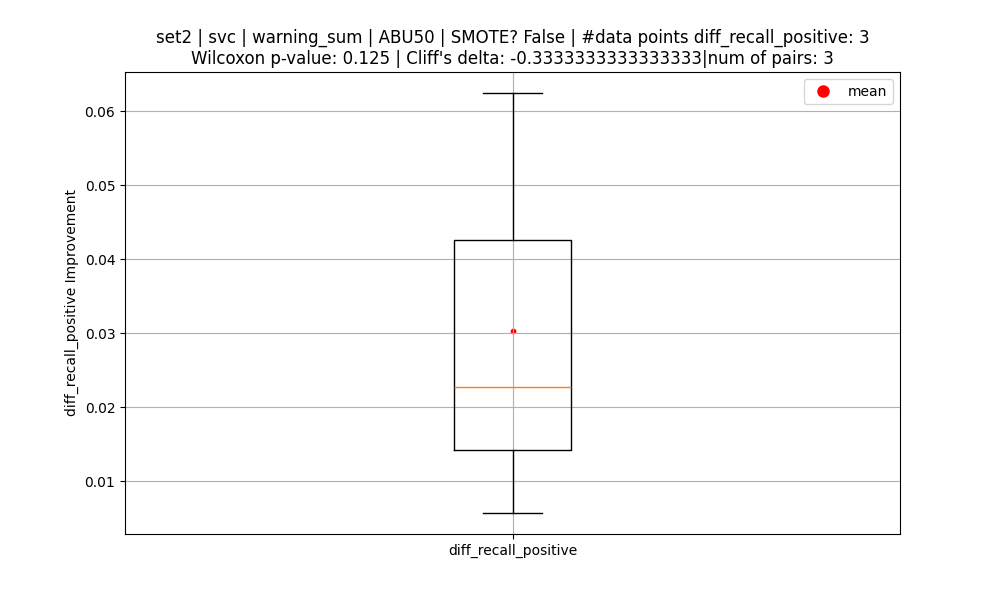 set2 | svc | warning_sum | ABU50 | SMOTE? False | #data points diff_recall_positive: 3
Wilcoxon p-value: 0.125 | Cliff's delta: -0.3333333333333333|num of pairs: 3
mean
0.06
0.05
0.04
0.03
0.02
0.01
diff_recall_positive Improvement
diff_recall_positive